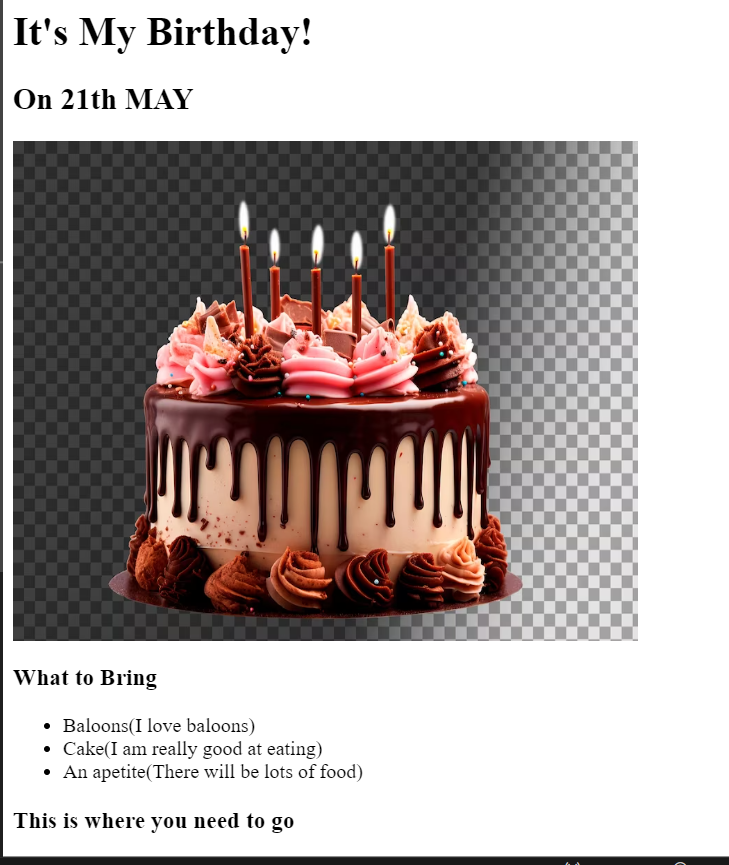 It's My Birthday!
On 21th MAY
What to Bring
Baloons(I love baloons)
Cake(I am really good at eating)
An apetite(There will be lots of food)
This is where you need to go